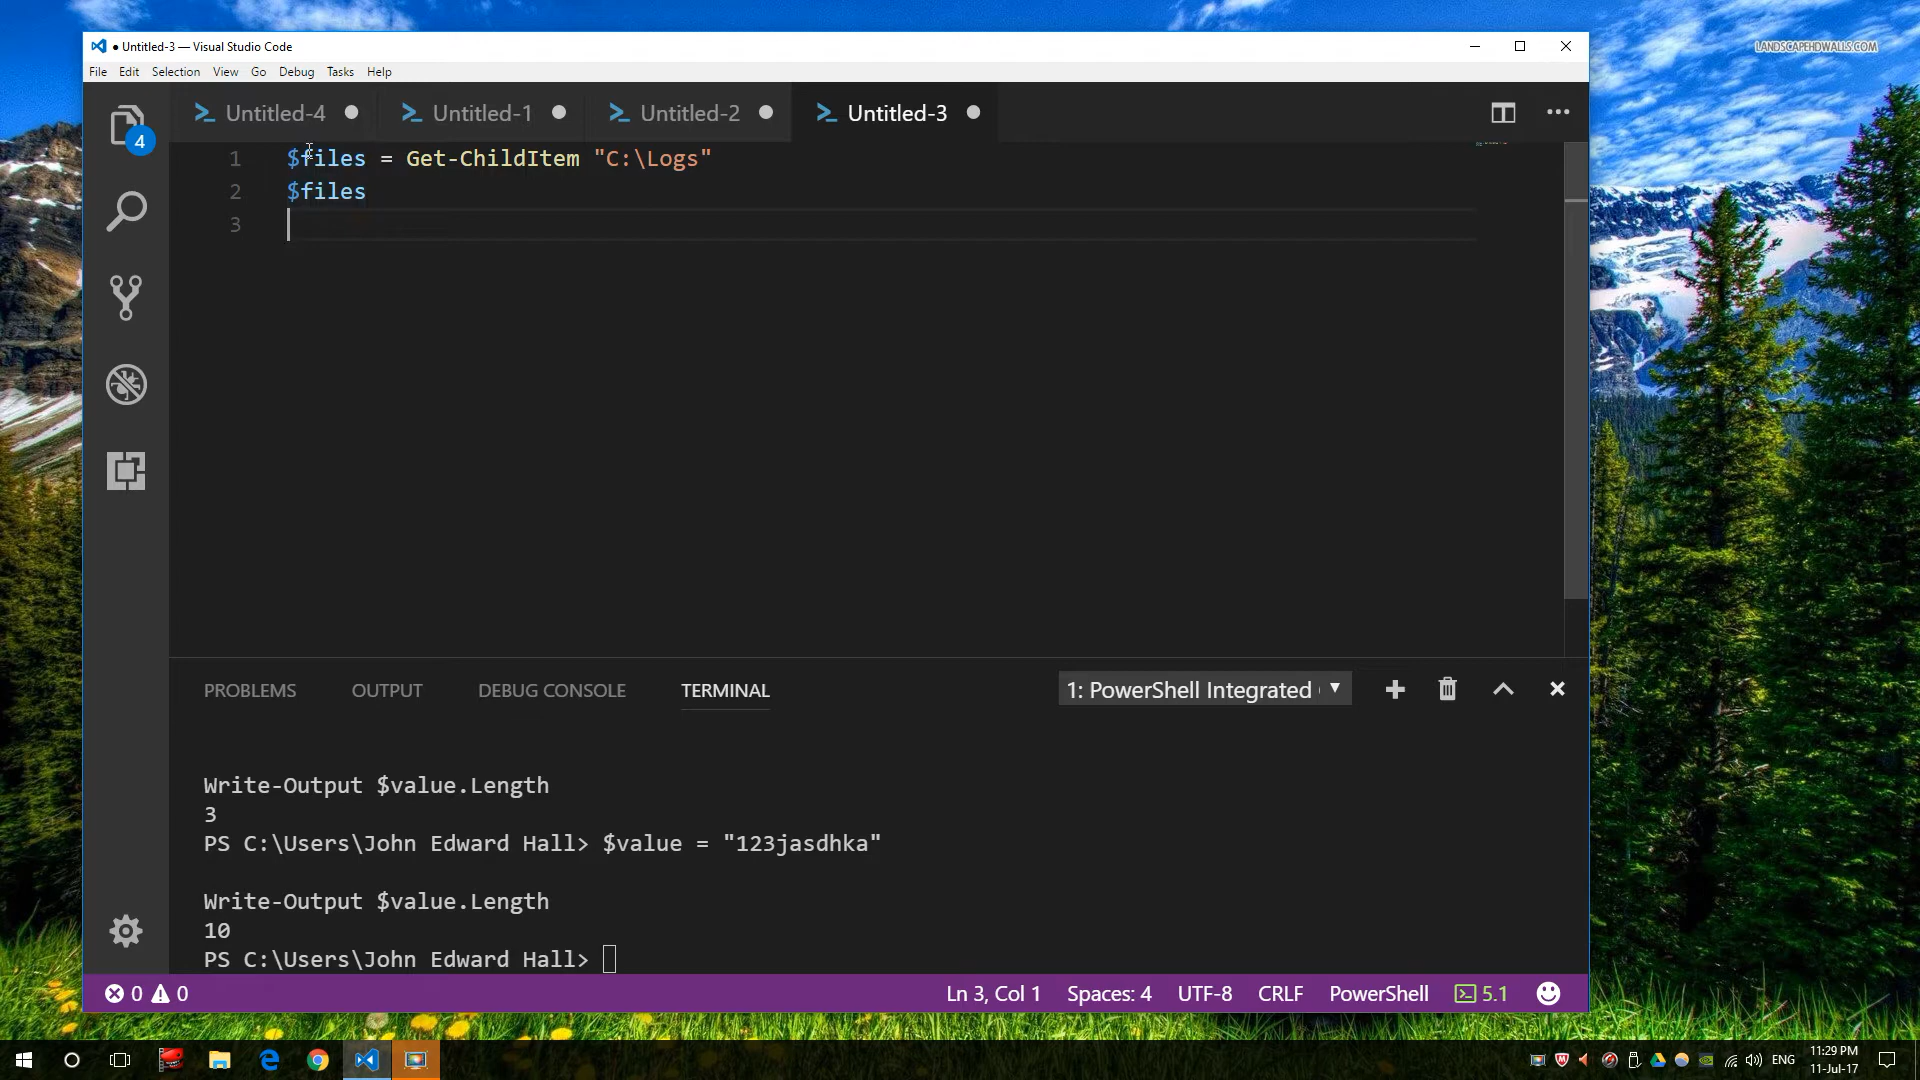 LANDSCAPEHDWALLS.COM
● Untitled-3 — Visual Studio Code
File Edit Selection View Go Debug Tasks Help
Untitled-4 Untitled-1 Untitled-2 Untitled-3
4
1 $files = Get-ChildItem "C:\Logs"
2 $files
3
PROBLEMS OUTPUT DEBUG CONSOLE TERMINAL 1: PowerShell Integrated
Write-Output $value.Length
3
PS C:\Users\John Edward Hall> $value = "123jasdhka"
Write-Output $value.Length
10
PS C:\Users\John Edward Hall>
0 0 Ln 3, Col 1 Spaces: 4 UTF-8 CRLF PowerShell 5.1
ENG 11:29 PM
11-Jul-17